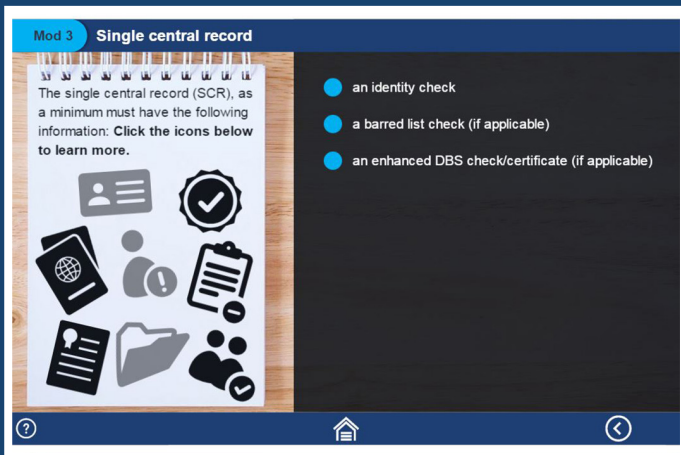 Mod 3
Single central record
The single central record (SCR), as
a minimum must have the following
information: Click the icons below
to learn more.
an identity check
a barred list check (if applicable)
an enhanced DBS check/certificate (if applicable)
?